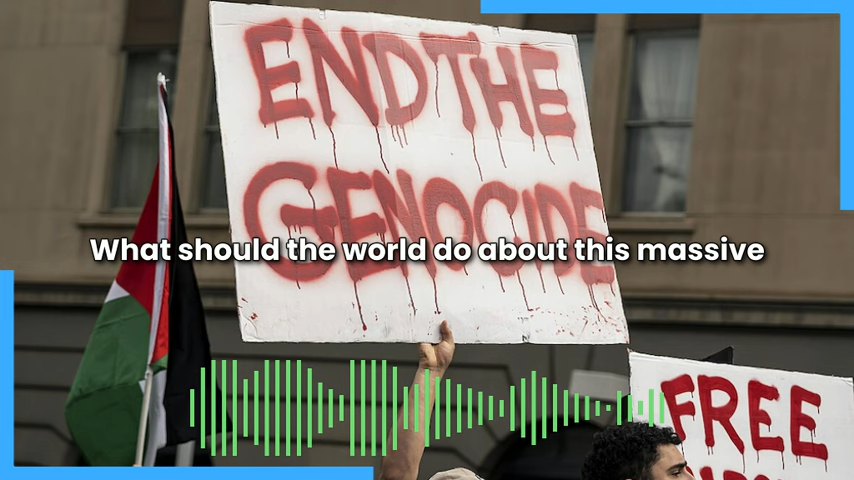 END THE
GENOCIDE
What should the world do about this massive
FREE